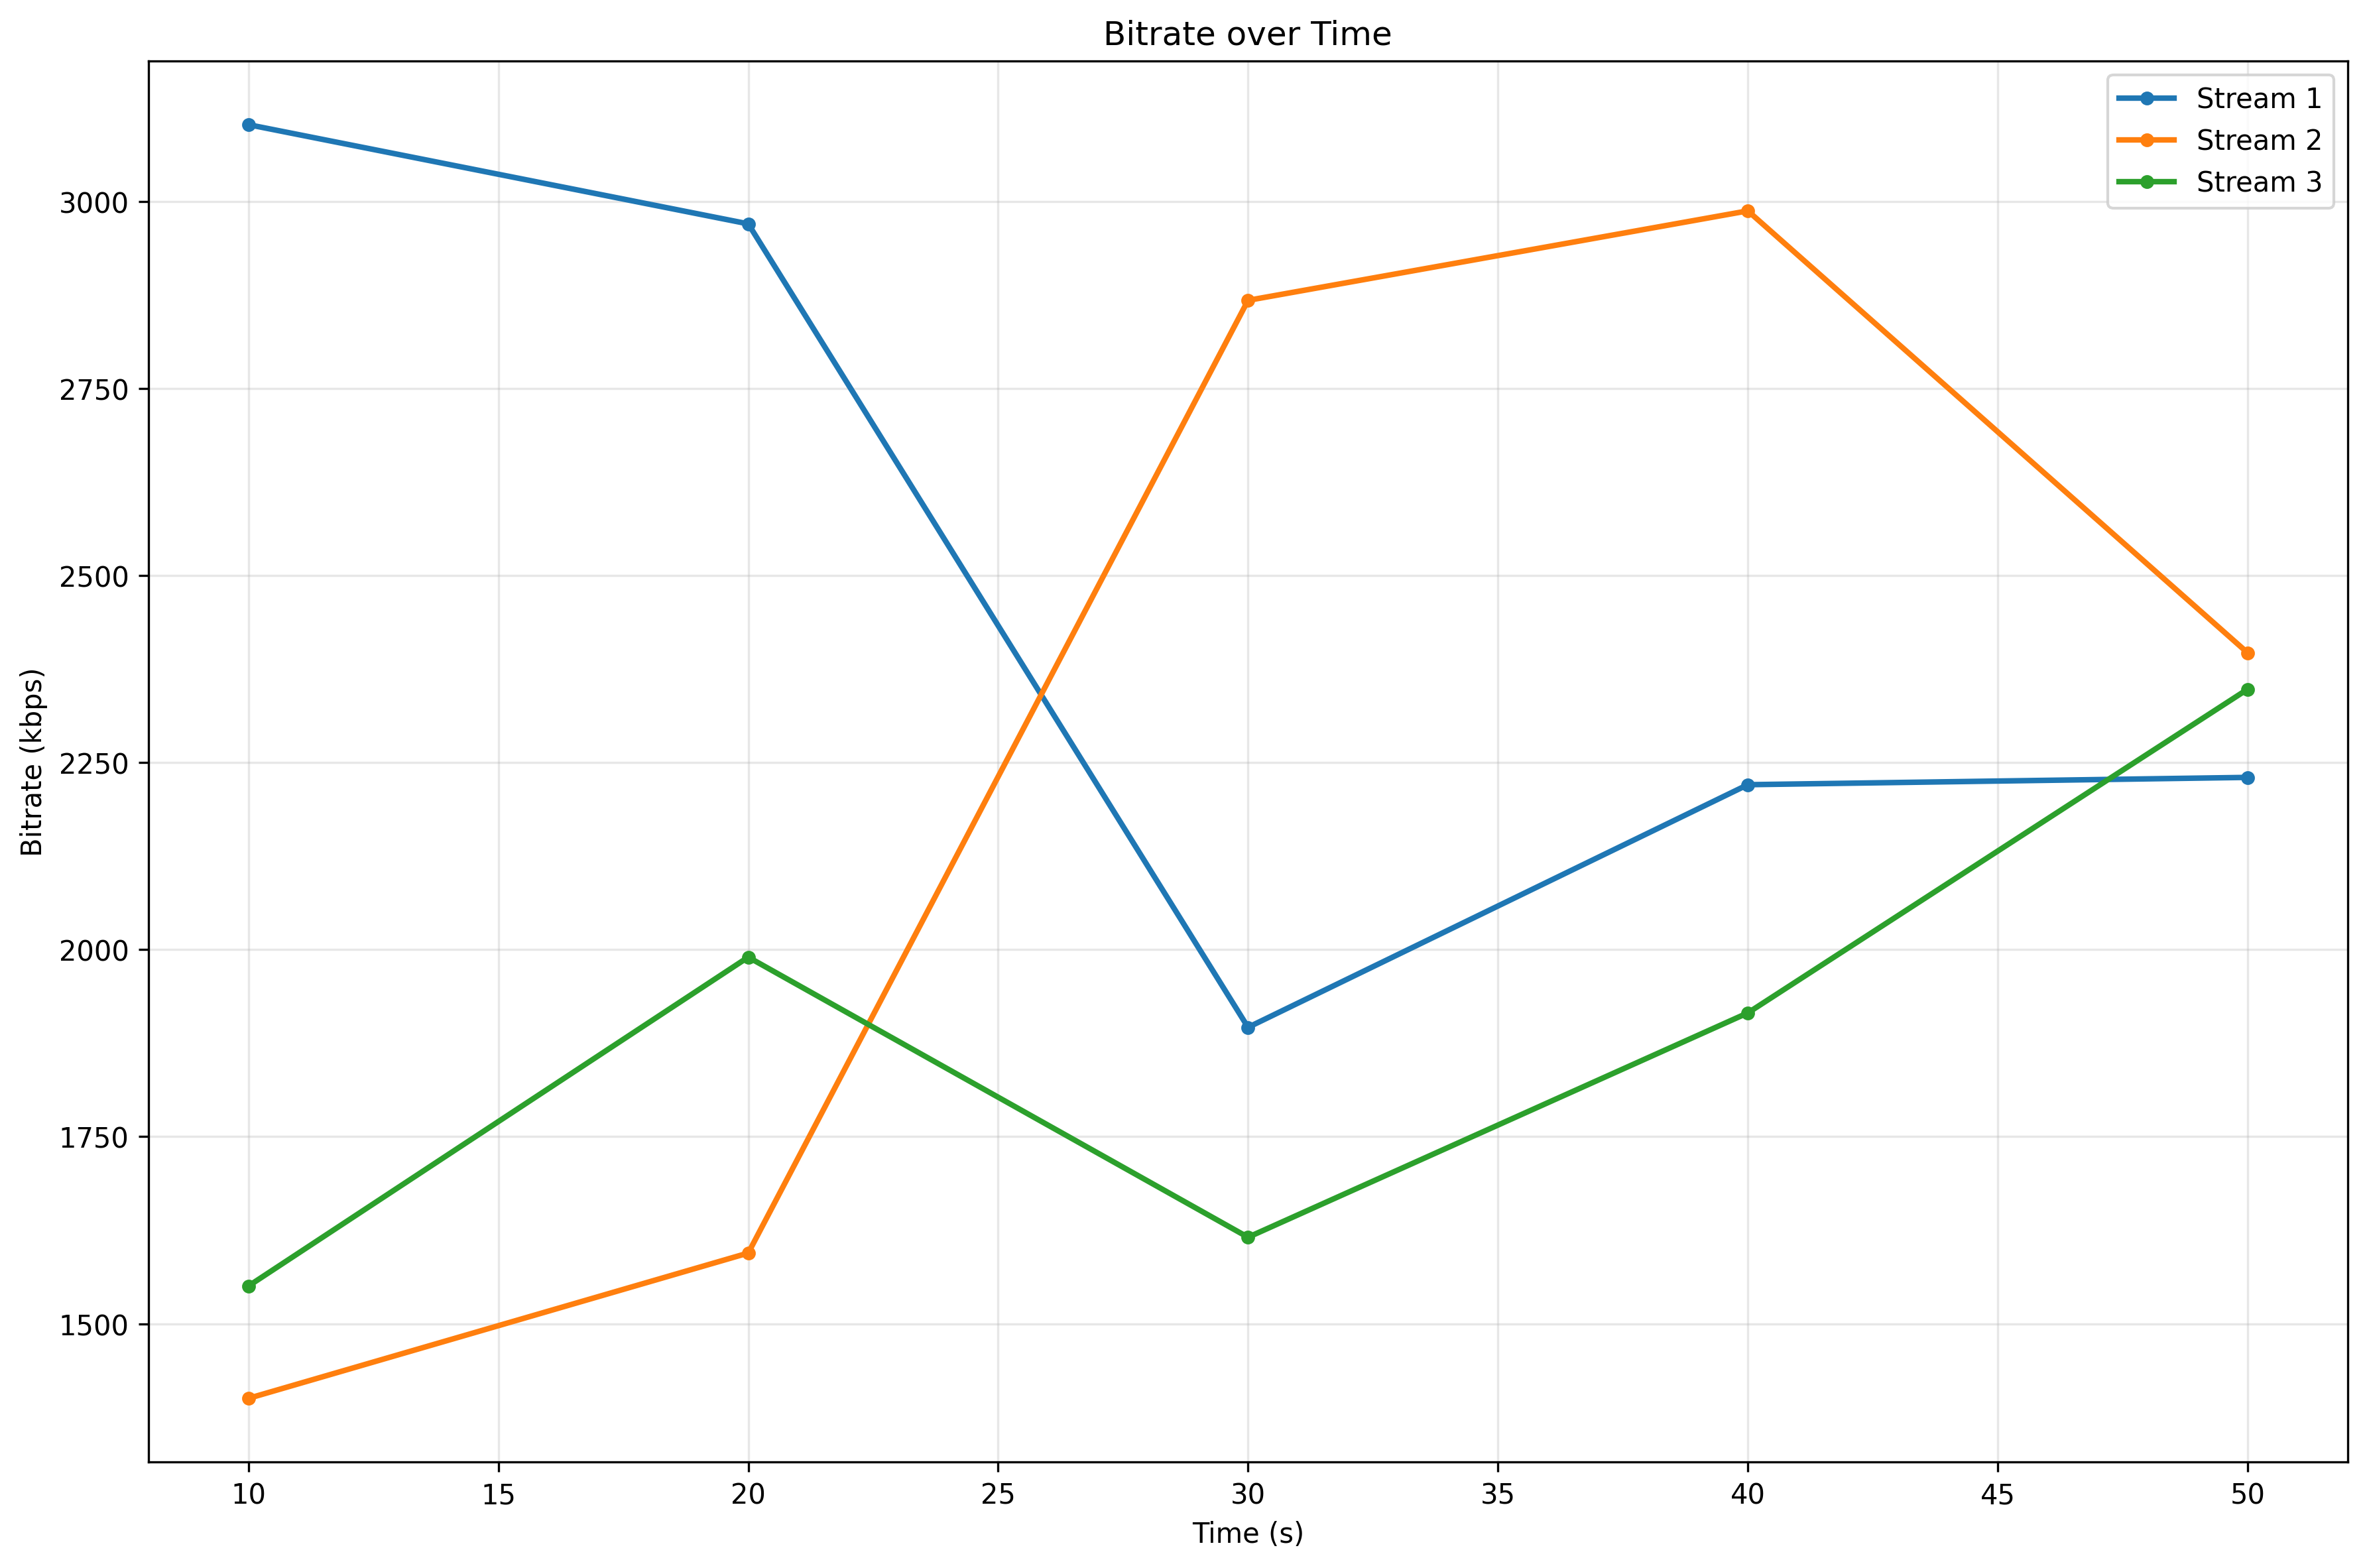 Bitrate over Time
Stream 1
Stream 2
Stream 3
3000
2750
2500
2250
2000
1750
1500
Bitrate (kbps)
10 15 20 25 30 35 40 45 50
Time (s)